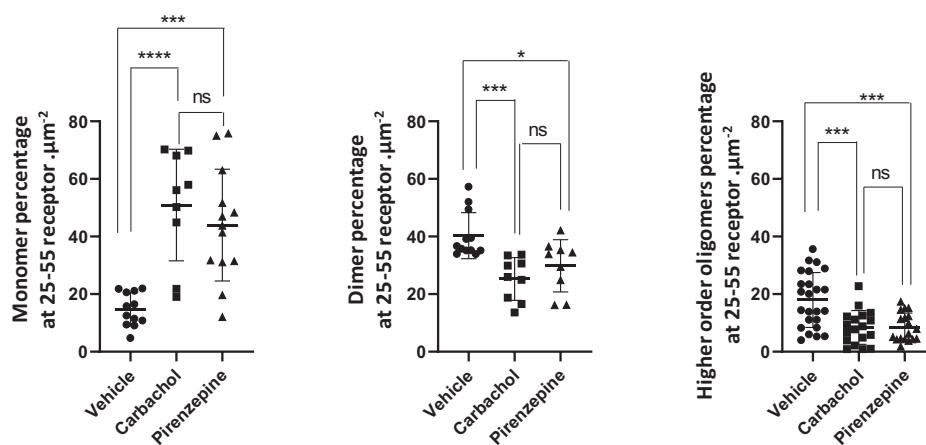 ***
****
ns
80
60
40
20
0
Monomer percentage
at 25-55 receptor .µm-2
Vehicle
Carbachol
Pirenzepine
*
***
ns
80
60
40
20
0
Dimer percentage
at 25-55 receptor .µm-2
Vehicle
Carbachol
Pirenzepine
***
***
ns
80
60
40
20
0
Higher order oligomers percentage
at 25-55 receptor .µm-2
Vehicle
Carbachol
Pirenzepine